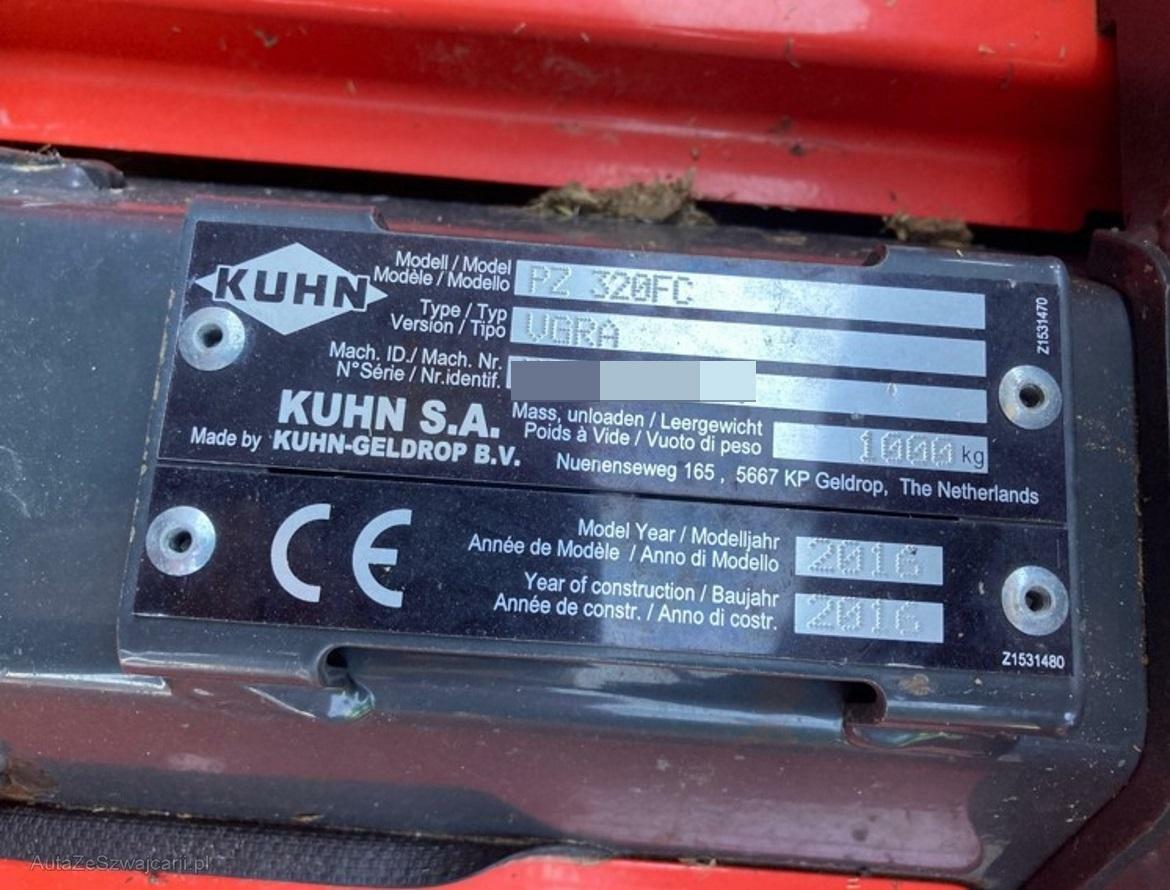 KUHN
Modell / Model
Modèle / Modello
PZ 320FC
Type / Typ
Version / Tipo
VGRA
Mach. ID./ Mach. Nr.
N°Série / Nr.identif.
KUHN S.A.
Made by KUHN-GELDROP B.V.
Mass, unloaden / Leergewicht
Poids à Vide / Vuoto di peso
1000 kg
Nuenenseweg 165 , 5667 KP Geldrop, The Netherlands
Z1531470
CE
Model Year / Modelljahr
Année de Modèle / Anno di Modello
2016
Year of construction / Baujahr
Année de constr. / Anno di costr.
2016
Z1531480
AutaZeSzwajcarii.pl